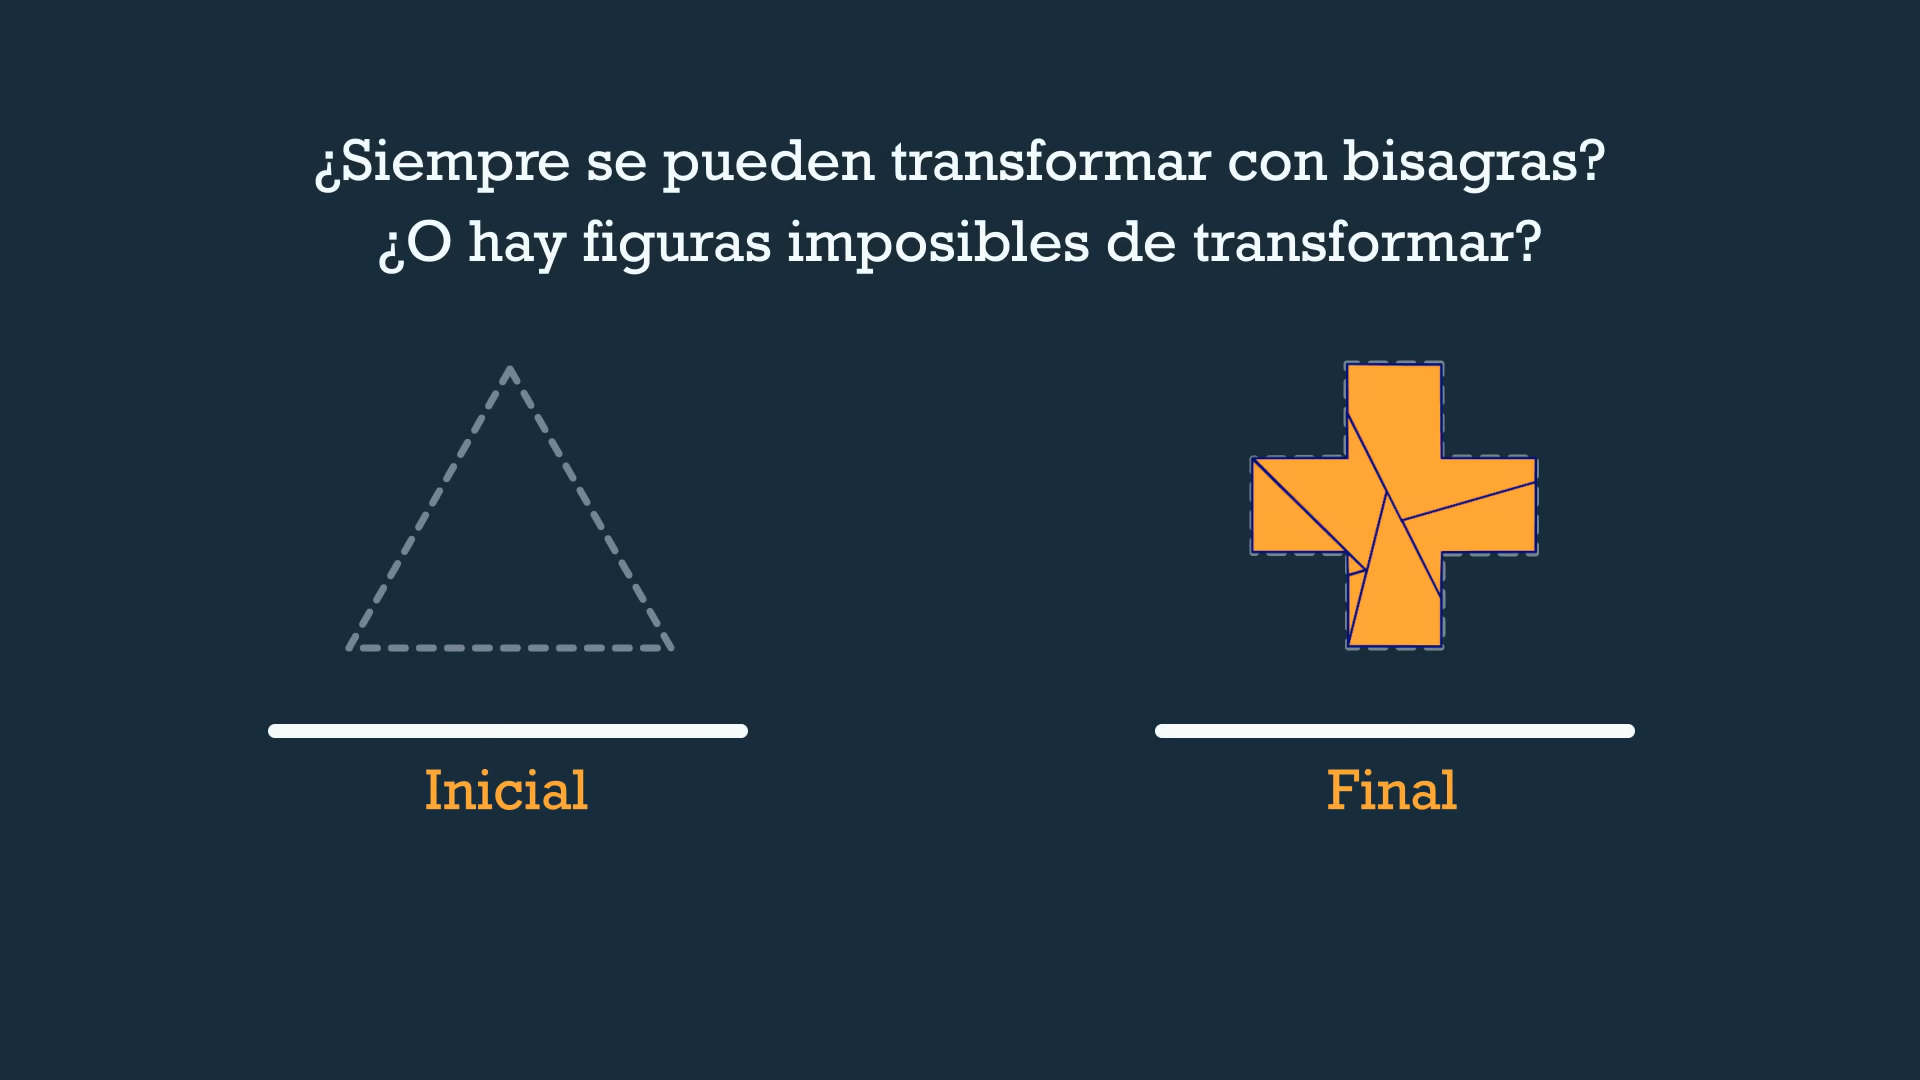 ¿Siempre se pueden transformar con bisagras?
¿O hay figuras imposibles de transformar?
Inicial
Final